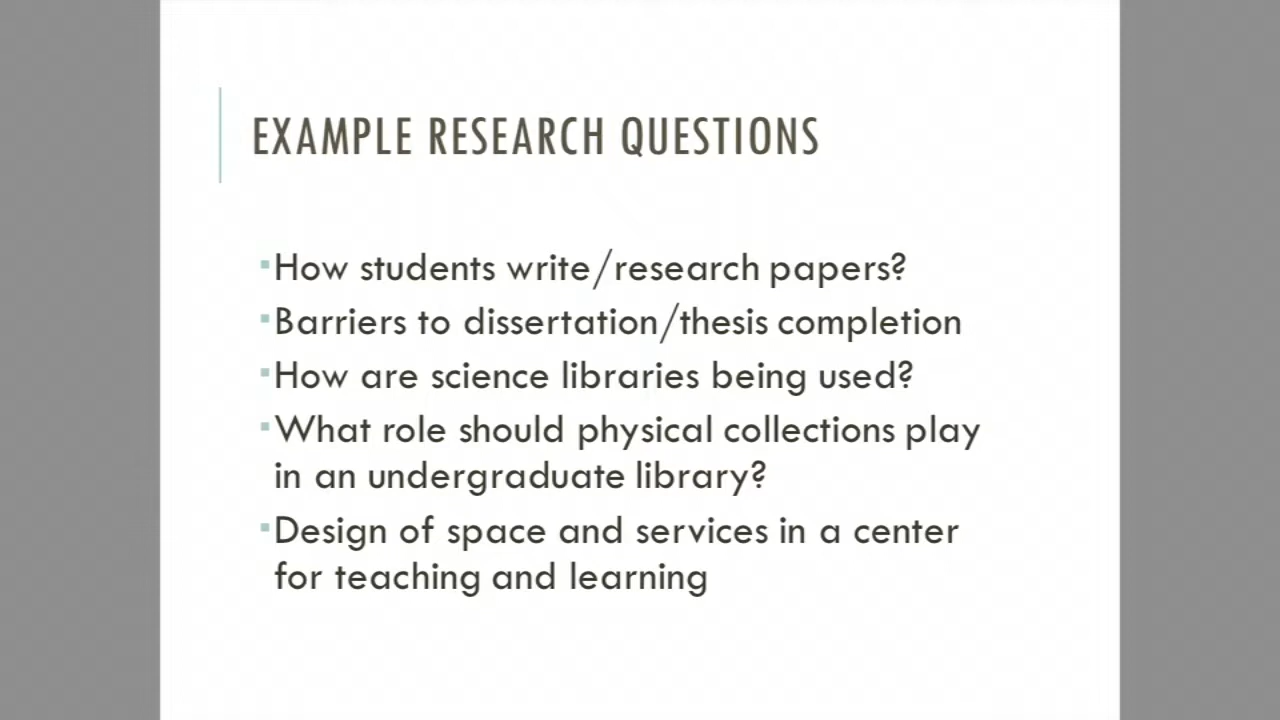 EXAMPLE RESEARCH QUESTIONS
▪How students write/research papers?
▪Barriers to dissertation/thesis completion
▪How are science libraries being used?
▪What role should physical collections play
in an undergraduate library?
▪Design of space and services in a center
for teaching and learning